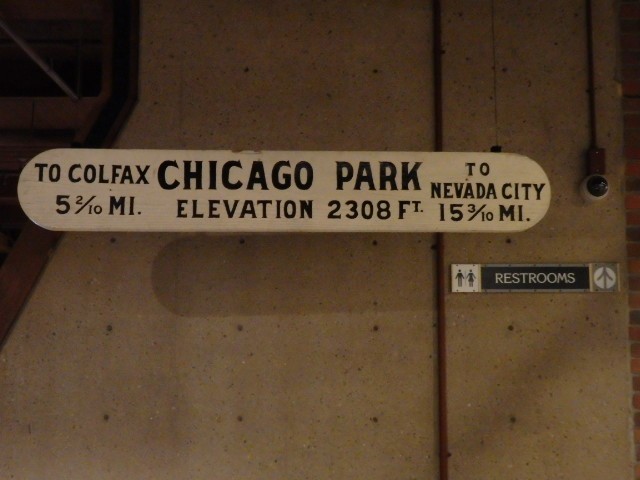 TO COLFAX
5 2/10 MI.
CHICAGO PARK
ELEVATION 2308 FT.
TO
NEVADA CITY
15 3/10 MI.
RESTROOMS